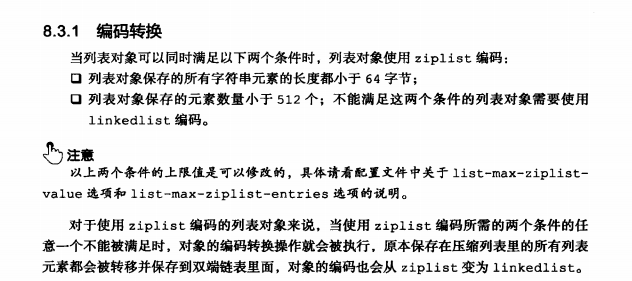 8.3.1 编码转换
当列表对象可以同时满足以下两个条件时，列表对象使用 ziplist 编码：
❑ 列表对象保存的所有字符串元素的长度都小于 64 字节；
❑ 列表对象保存的元素数量小于 512 个；不能满足这两个条件的列表对象需要使用
linkedlist 编码。
注意
以上两个条件的上限值是可以修改的，具体请看配置文件中关于 list-max-ziplist-
value 选项和 list-max-ziplist-entries 选项的说明。
对于使用 ziplist 编码的列表对象来说，当使用 ziplist 编码所需的两个条件的任
意一个不能被满足时，对象的编码转换操作就会被执行，原本保存在压缩列表里的所有列表
元素都会被转移并保存到双端链表里面，对象的编码也会从 ziplist 变为 linkedlist。